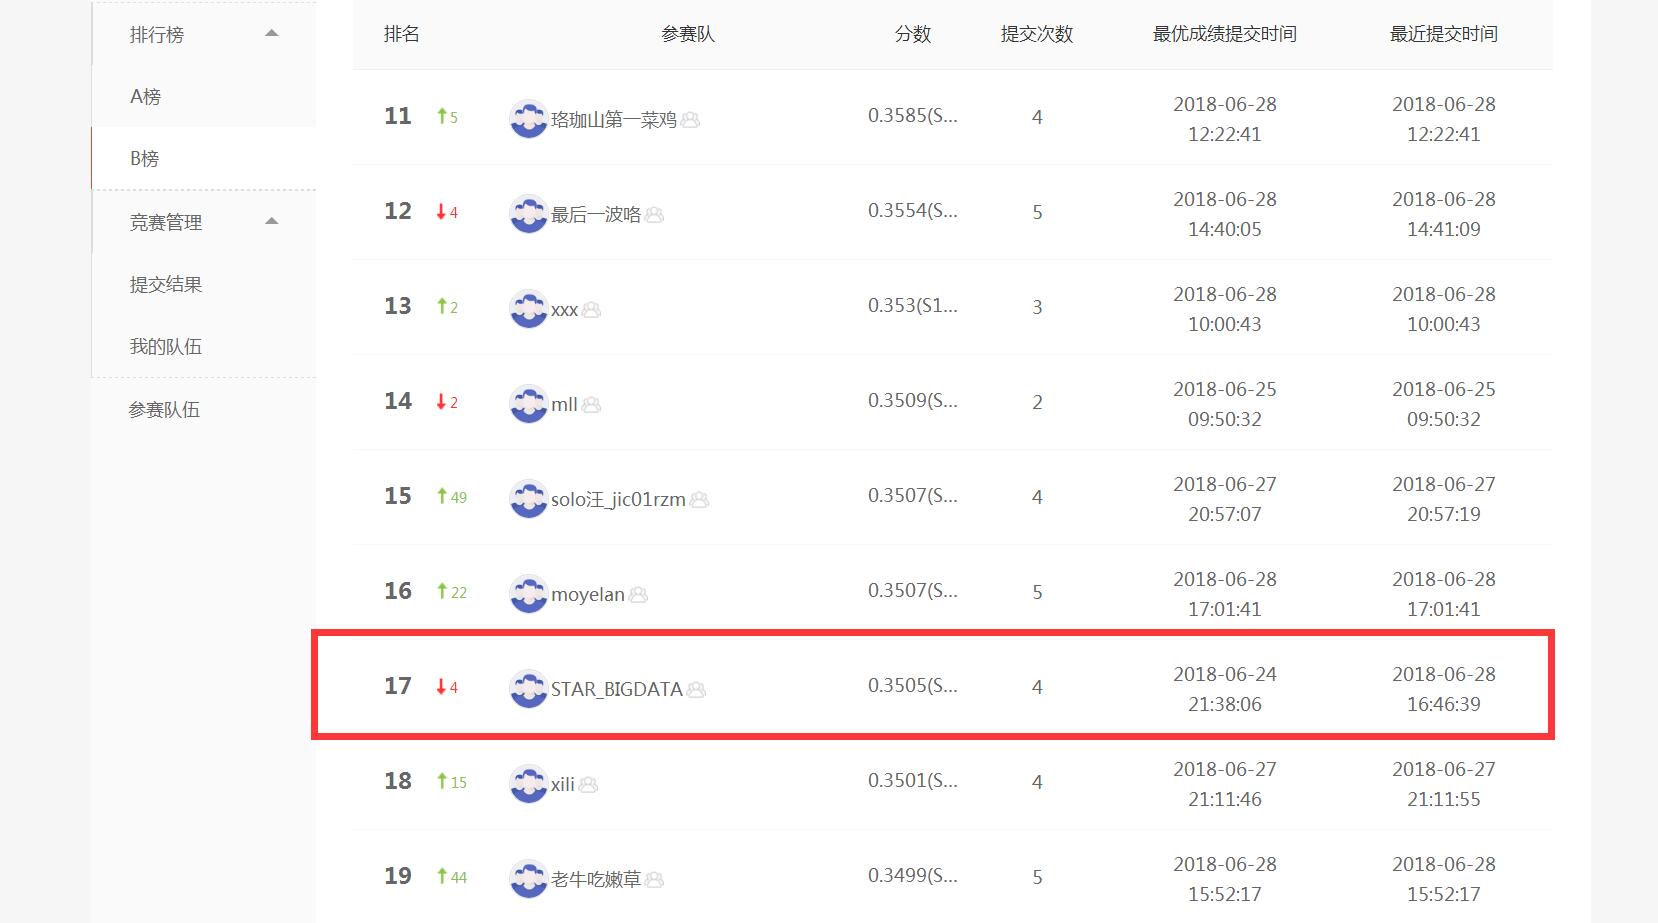 排行榜
A榜
B榜
竞赛管理
提交结果
我的队伍
参赛队伍
排名 参赛队 分数 提交次数 最优成绩提交时间 最近提交时间
11 5 珞珈山第一菜鸡 0.3585(S... 4 2018-06-28 12:22:41 2018-06-28 12:22:41
12 4 最后一波咯 0.3554(S... 5 2018-06-28 14:40:05 2018-06-28 14:41:09
13 2 xxx 0.353(S1... 3 2018-06-28 10:00:43 2018-06-28 10:00:43
14 2 mll 0.3509(S... 2 2018-06-25 09:50:32 2018-06-25 09:50:32
15 49 solo汪_jic01rzm 0.3507(S... 4 2018-06-27 20:57:07 2018-06-27 20:57:19
16 22 moyelan 0.3507(S... 5 2018-06-28 17:01:41 2018-06-28 17:01:41
17 4 STAR_BIGDATA 0.3505(S... 4 2018-06-24 21:38:06 2018-06-28 16:46:39
18 15 xili 0.3501(S... 4 2018-06-27 21:11:46 2018-06-27 21:11:55
19 44 老牛吃嫩草 0.3499(S... 5 2018-06-28 15:52:17 2018-06-28 15:52:17